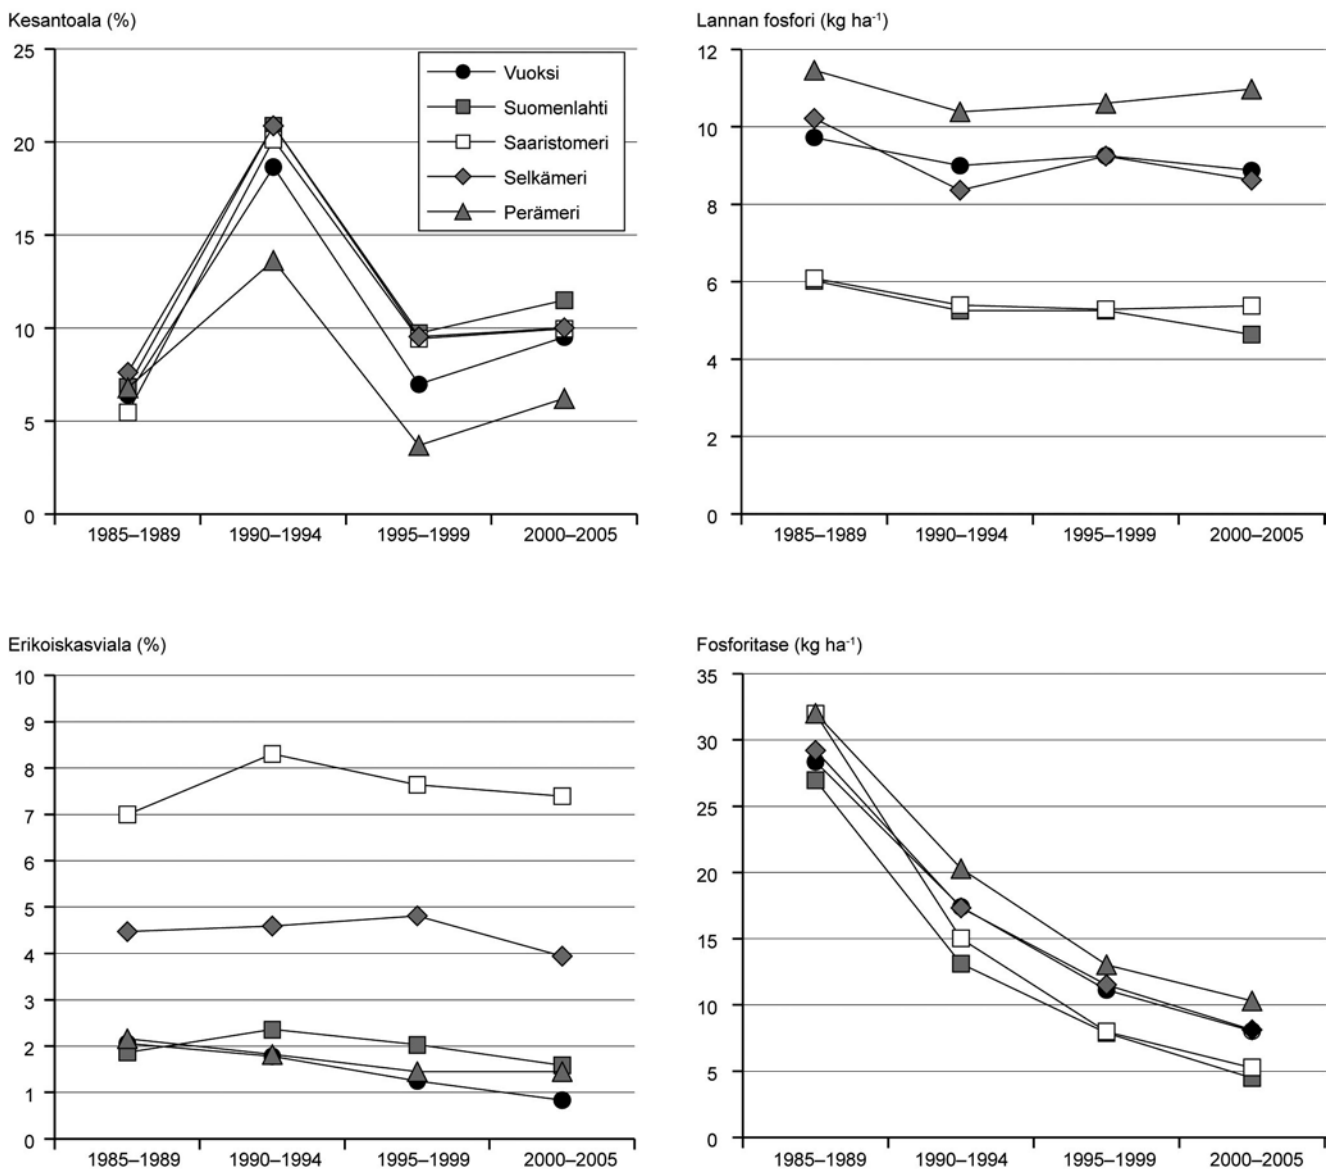 Kesantoala (%)
25
20
15
10
5
0
1985–1989 1990–1994 1995–1999 2000–2005
Vuoksi
Suomenlahti
Saaristomeri
Selkämeri
Perämeri
Lannan fosfori (kg ha⁻¹)
12
10
8
6
4
2
0
1985–1989 1990–1994 1995–1999 2000–2005
Erikoiskasviala (%)
10
9
8
7
6
5
4
3
2
1
0
1985–1989 1990–1994 1995–1999 2000–2005
Fosforitase (kg ha⁻¹)
35
30
25
20
15
10
5
0
1985–1989 1990–1994 1995–1999 2000–2005